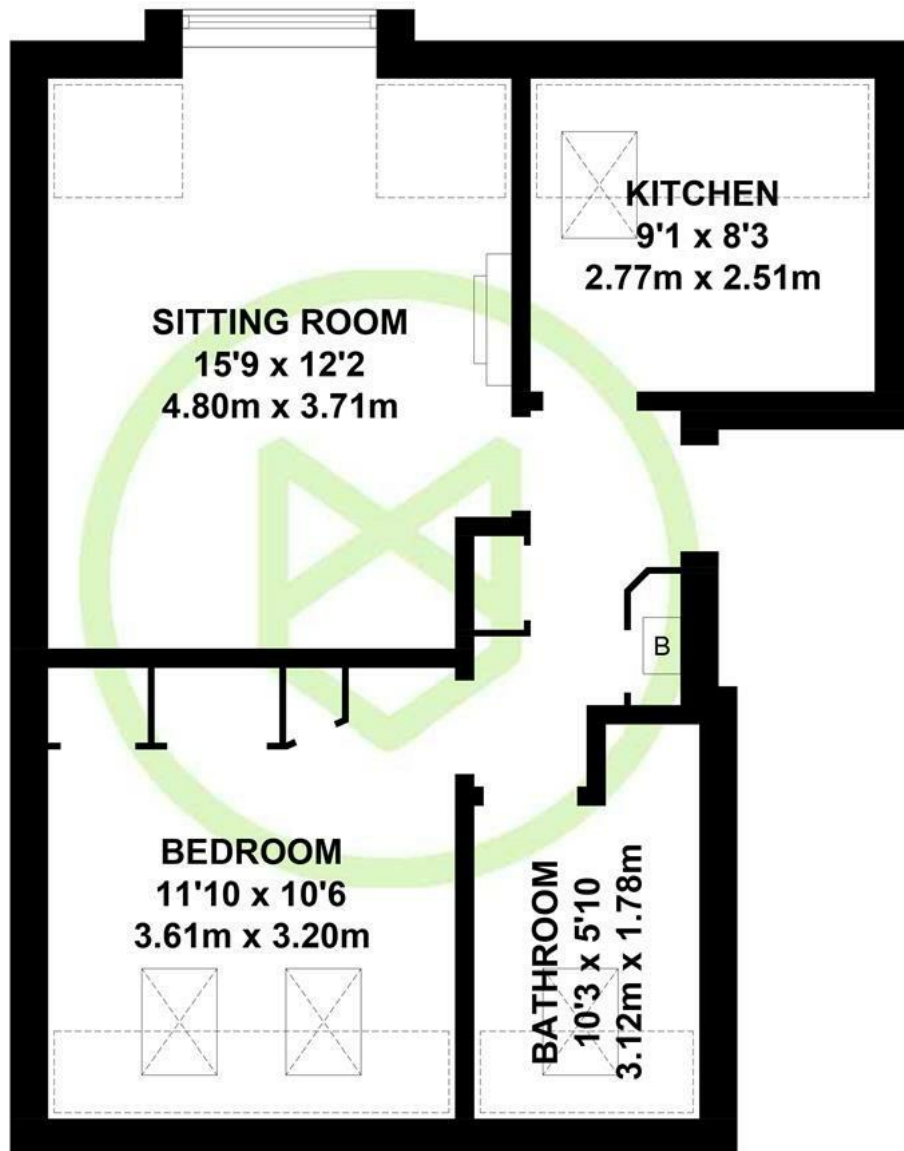 KITCHEN
9'1 x 8'3
2.77m x 2.51m
SITTING ROOM
15'9 x 12'2
4.80m x 3.71m
B
BEDROOM
11'10 x 10'6
3.61m x 3.20m
BATHROOM
10'3 x 5'10
3.12m x 1.78m